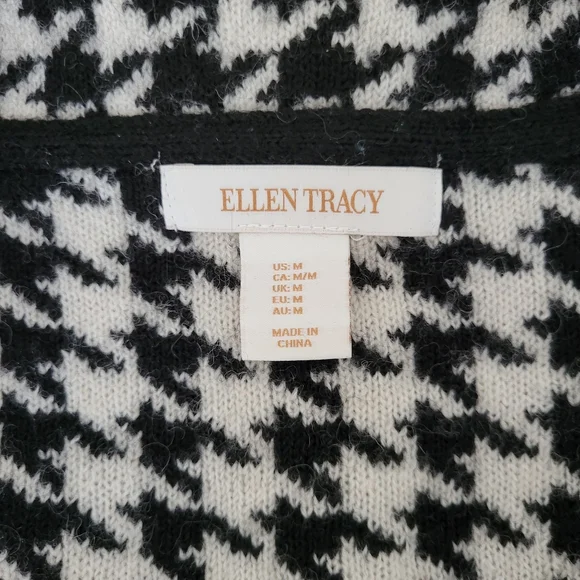 ELLEN TRACY
US: M
CA: M/M
UK: M
EU: M
AU: M
MADE IN
CHINA